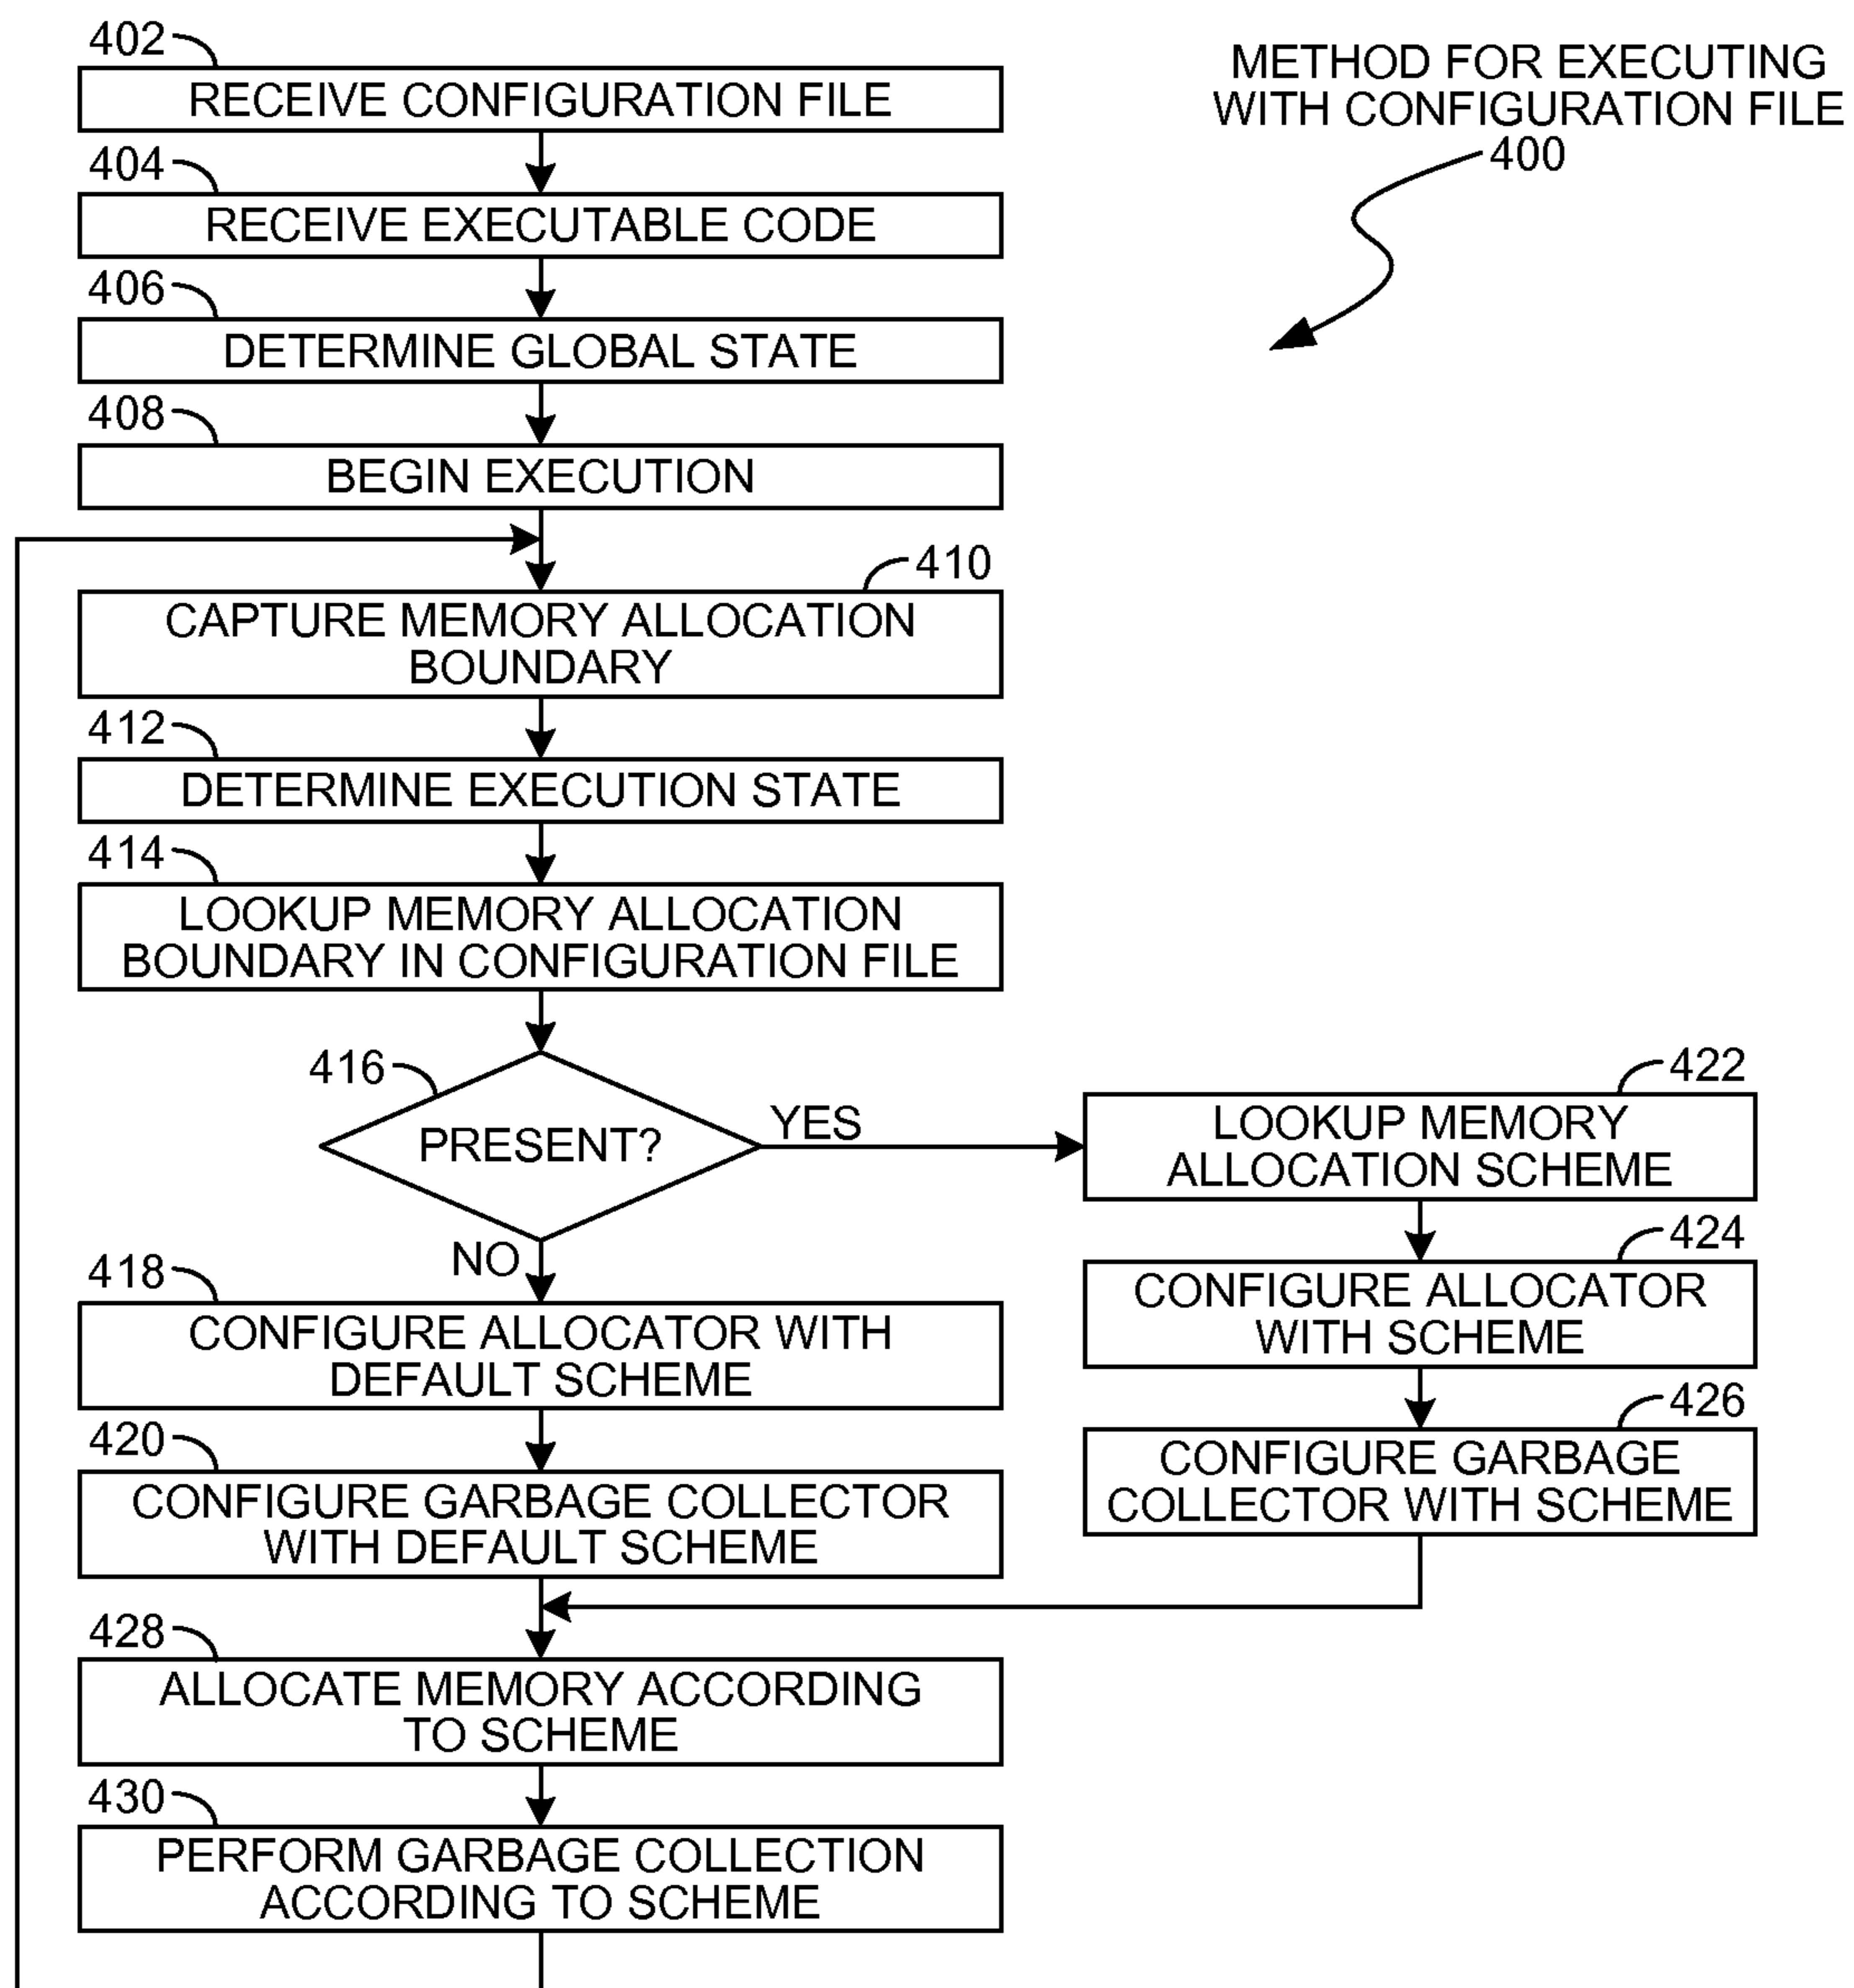 METHOD FOR EXECUTING
WITH CONFIGURATION FILE
400
402
RECEIVE CONFIGURATION FILE
404
RECEIVE EXECUTABLE CODE
406
DETERMINE GLOBAL STATE
408
BEGIN EXECUTION
410
CAPTURE MEMORY ALLOCATION
BOUNDARY
412
DETERMINE EXECUTION STATE
414
LOOKUP MEMORY ALLOCATION
BOUNDARY IN CONFIGURATION FILE
416
PRESENT?
YES
NO
418
CONFIGURE ALLOCATOR WITH
DEFAULT SCHEME
420
CONFIGURE GARBAGE COLLECTOR
WITH DEFAULT SCHEME
422
LOOKUP MEMORY
ALLOCATION SCHEME
424
CONFIGURE ALLOCATOR
WITH SCHEME
426
CONFIGURE GARBAGE
COLLECTOR WITH SCHEME
428
ALLOCATE MEMORY ACCORDING
TO SCHEME
430
PERFORM GARBAGE COLLECTION
ACCORDING TO SCHEME